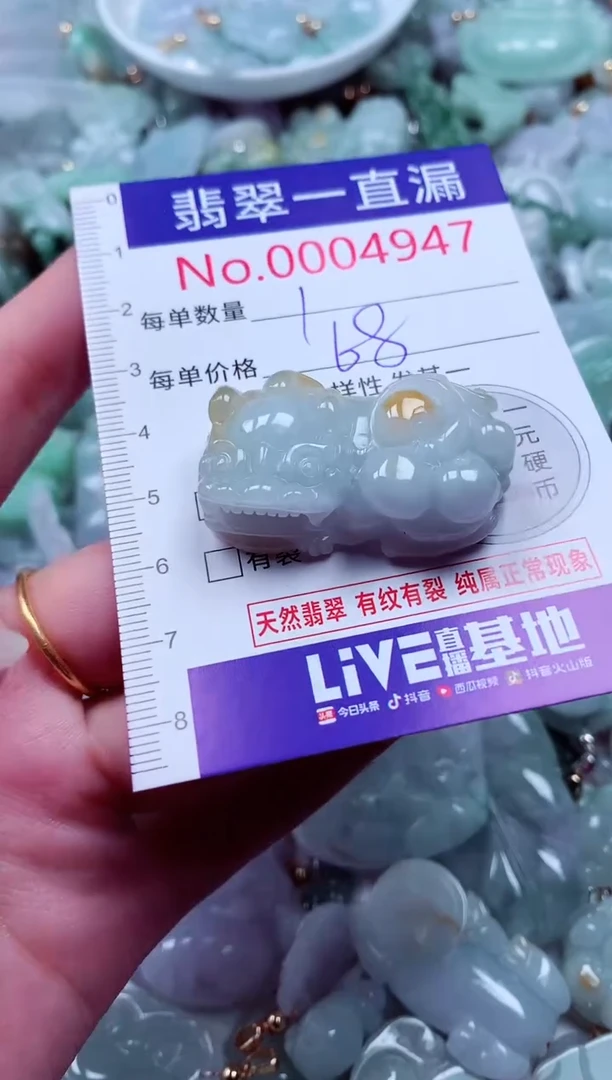 翡翠一直漏
No.0004947
每单数量 1
每单价格 168
元
硬
币
有裂
天然翡翠 有纹有裂 纯属正常现象
LiVE直播基地
今日头条 抖音 西瓜视频 抖音火山版
0
1
2
3
4
5
6
7
8